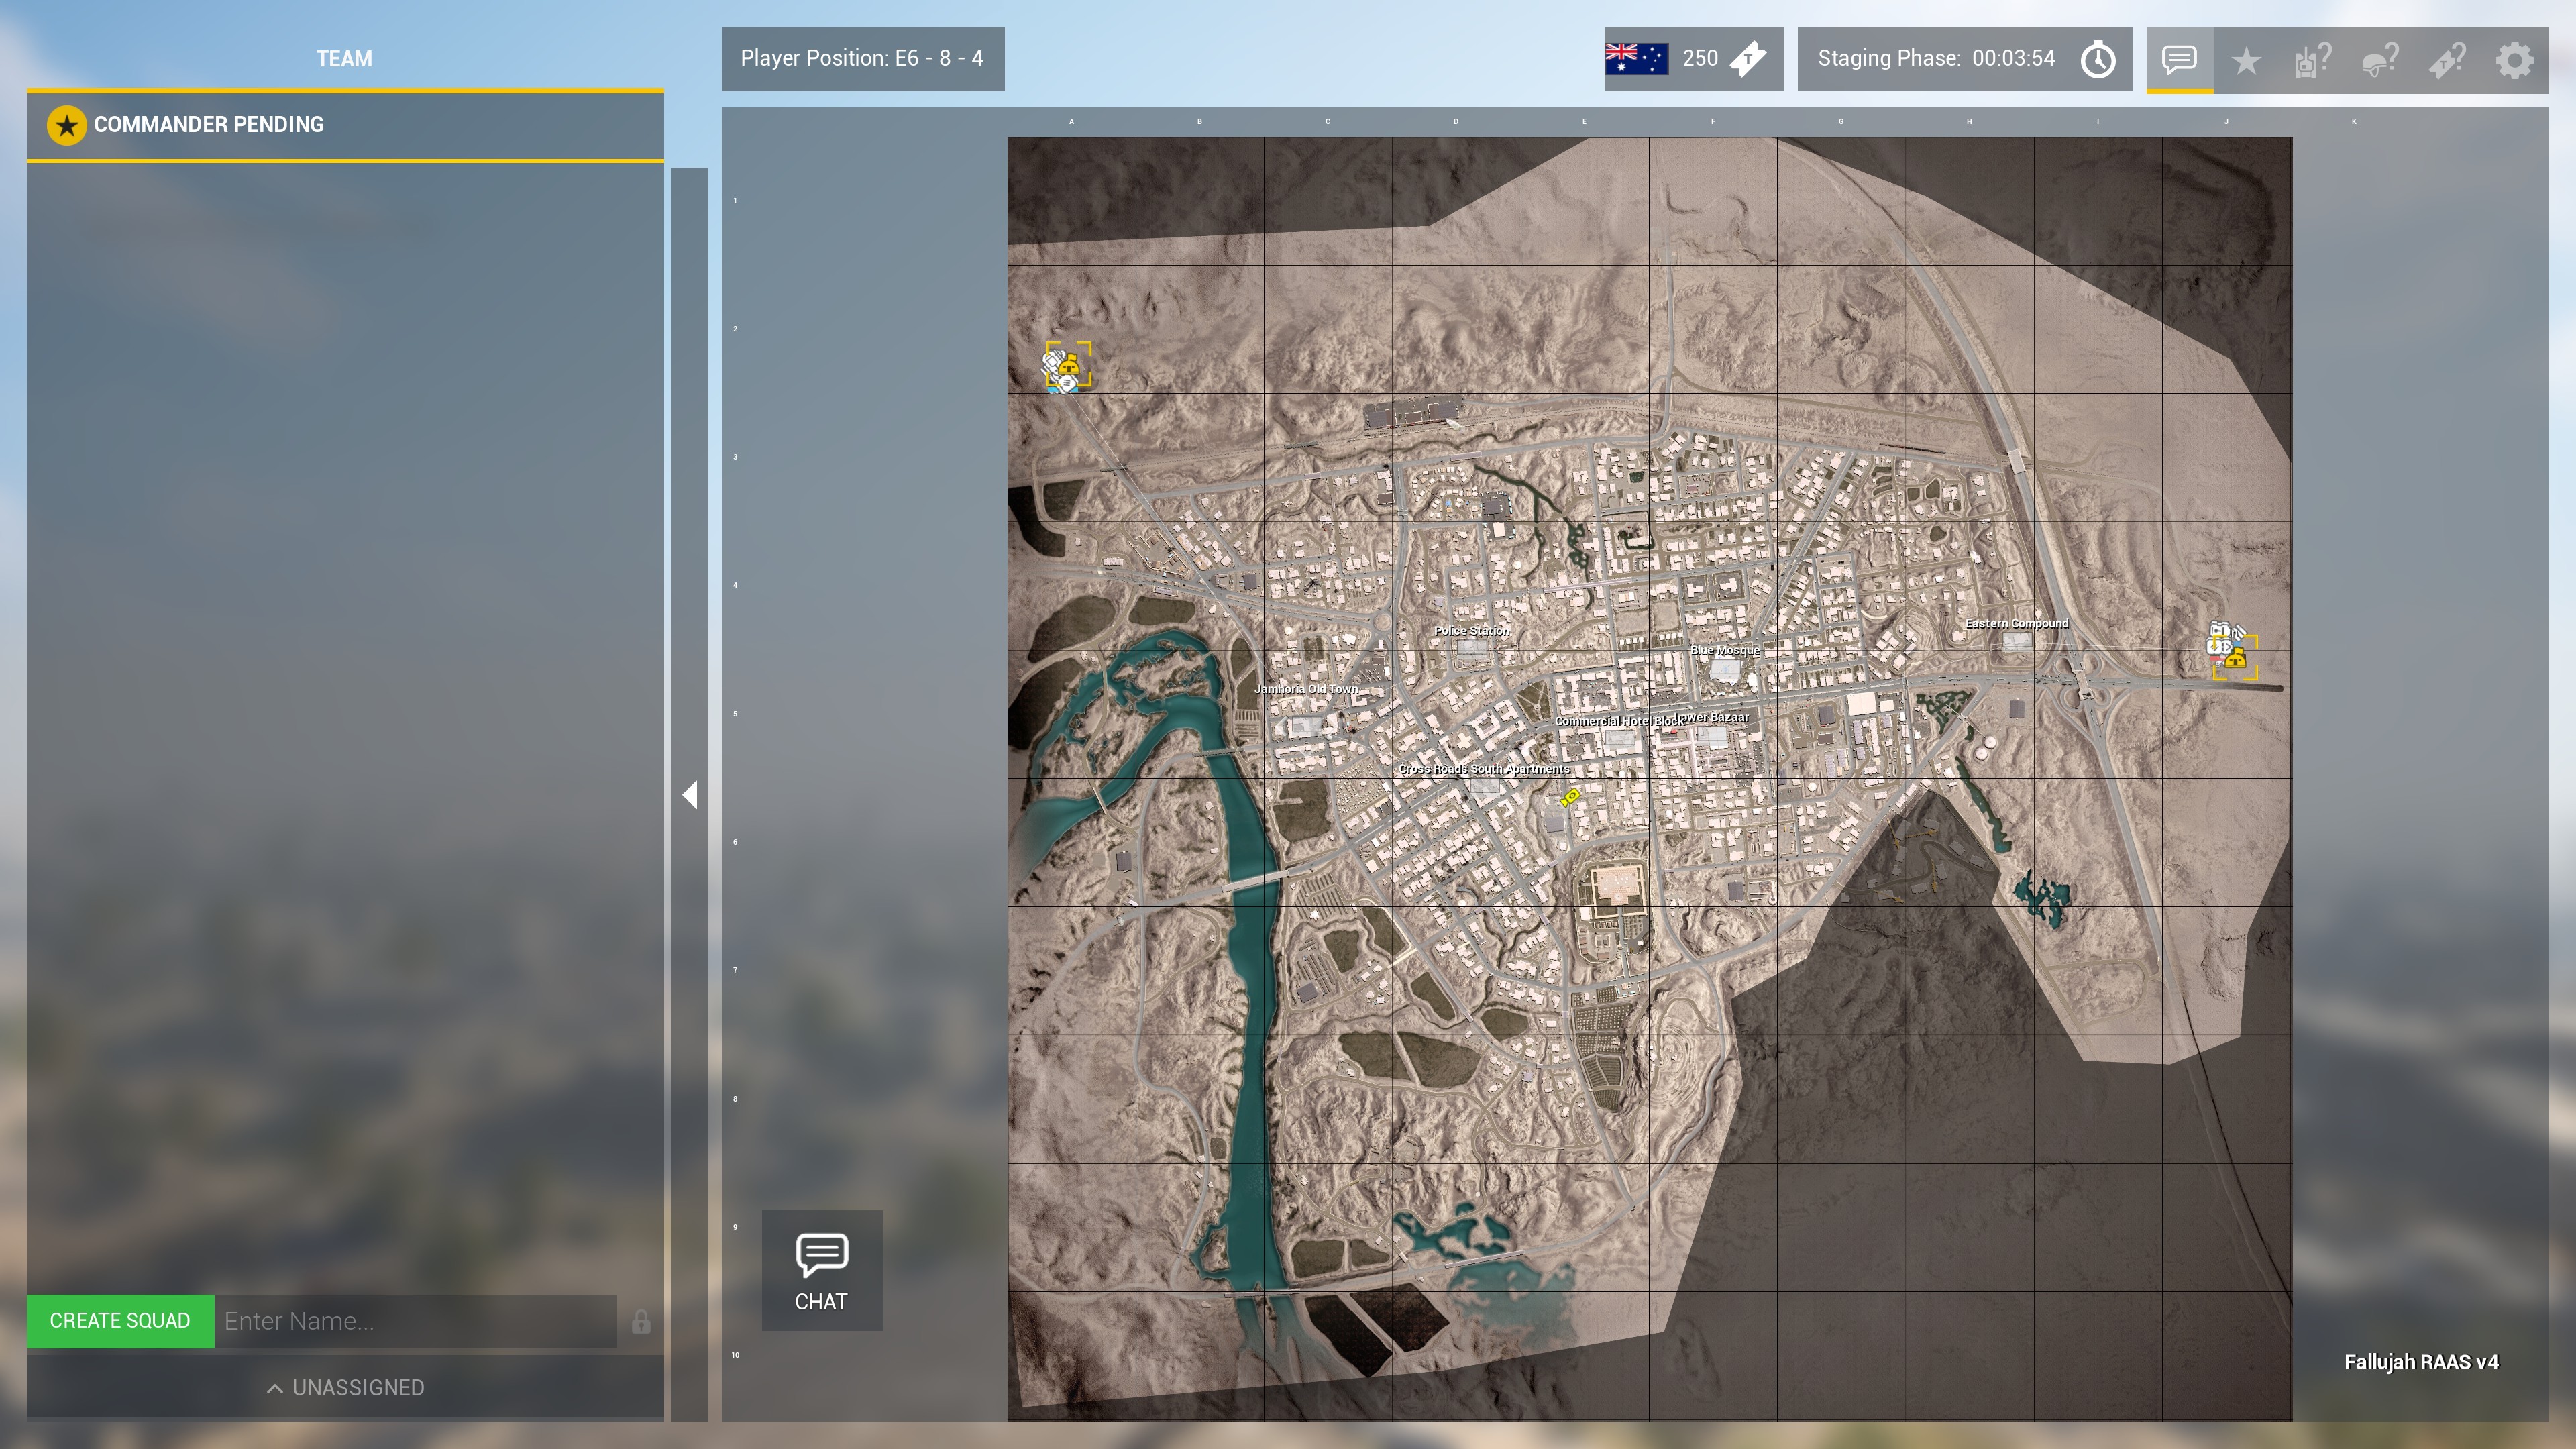 TEAM
Player Position: E6 - 8 - 4
250
Staging Phase: 00:03:54
COMMANDER PENDING
A B C D E F G H I J K
1
2
3
4
5
6
7
8
9
10
Police Station
Eastern Compound
Blue Mosque
Jamhoria Old Town
Commercial Hotel Block
Bazaar
Cross Roads South Apartments
CHAT
CREATE SQUAD
Enter Name...
UNASSIGNED
Fallujah RAAS v4